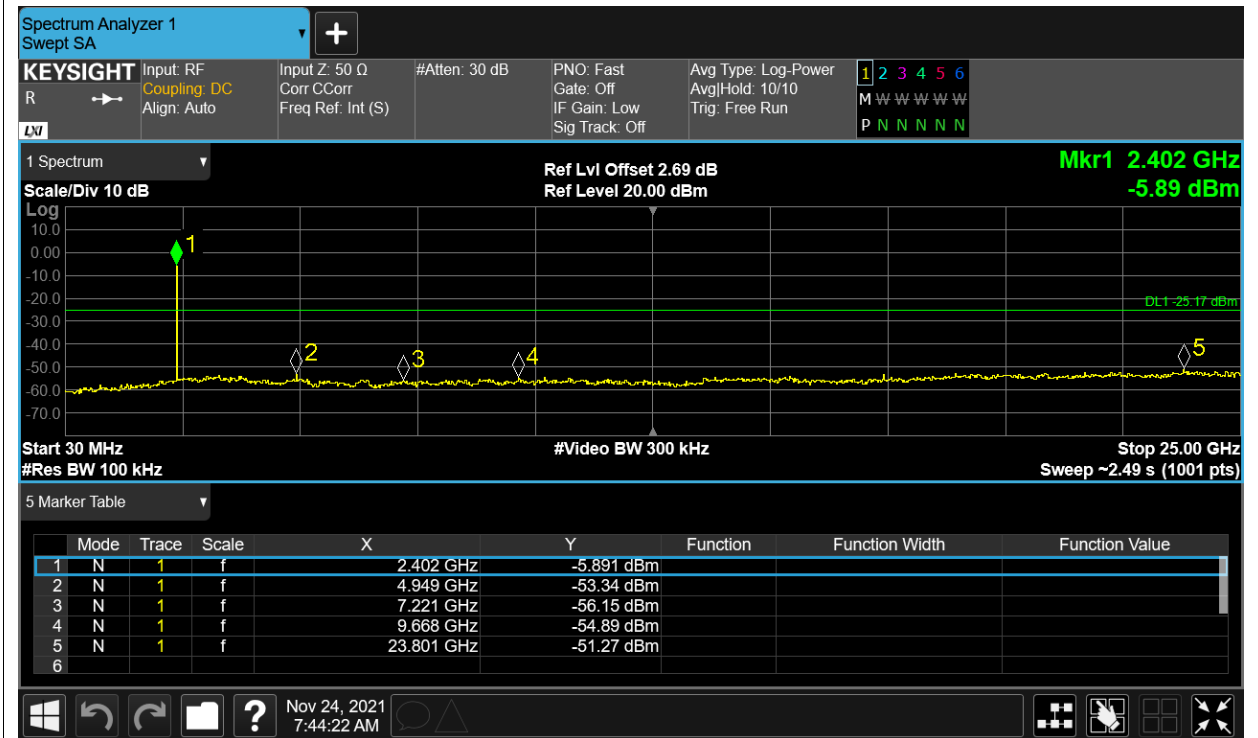 Spectrum Analyzer 1
Swept SA
KEYSIGHT
R
LXI
Input: RF
Coupling: DC
Align: Auto
Input Z: 50 Ω
Corr CCorr
Freq Ref: Int (S)
#Atten: 30 dB
PNO: Fast
Gate: Off
IF Gain: Low
Sig Track: Off
Avg Type: Log-Power
Avg|Hold: 10/10
Trig: Free Run
1 2 3 4 5 6
M W W W W W
P N N N N N
1 Spectrum
Scale/Div 10 dB
Ref Lvl Offset 2.69 dB
Ref Level 20.00 dBm
Mkr1 2.402 GHz
-5.89 dBm
Log
10.0
0.00
-10.0
-20.0
-30.0
-40.0
-50.0
-60.0
-70.0
1
2
3
4
5
DL1 -25.17 dBm
Start 30 MHz
#Video BW 300 kHz
Stop 25.00 GHz
#Res BW 100 kHz
Sweep ~2.49 s (1001 pts)
5 Marker Table
Mode Trace Scale X Y Function Function Width Function Value
1 N 1 f 2.402 GHz -5.891 dBm
2 N 1 f 4.949 GHz -53.34 dBm
3 N 1 f 7.221 GHz -56.15 dBm
4 N 1 f 9.668 GHz -54.89 dBm
5 N 1 f 23.801 GHz -51.27 dBm
6
?
Nov 24, 2021
7:44:22 AM